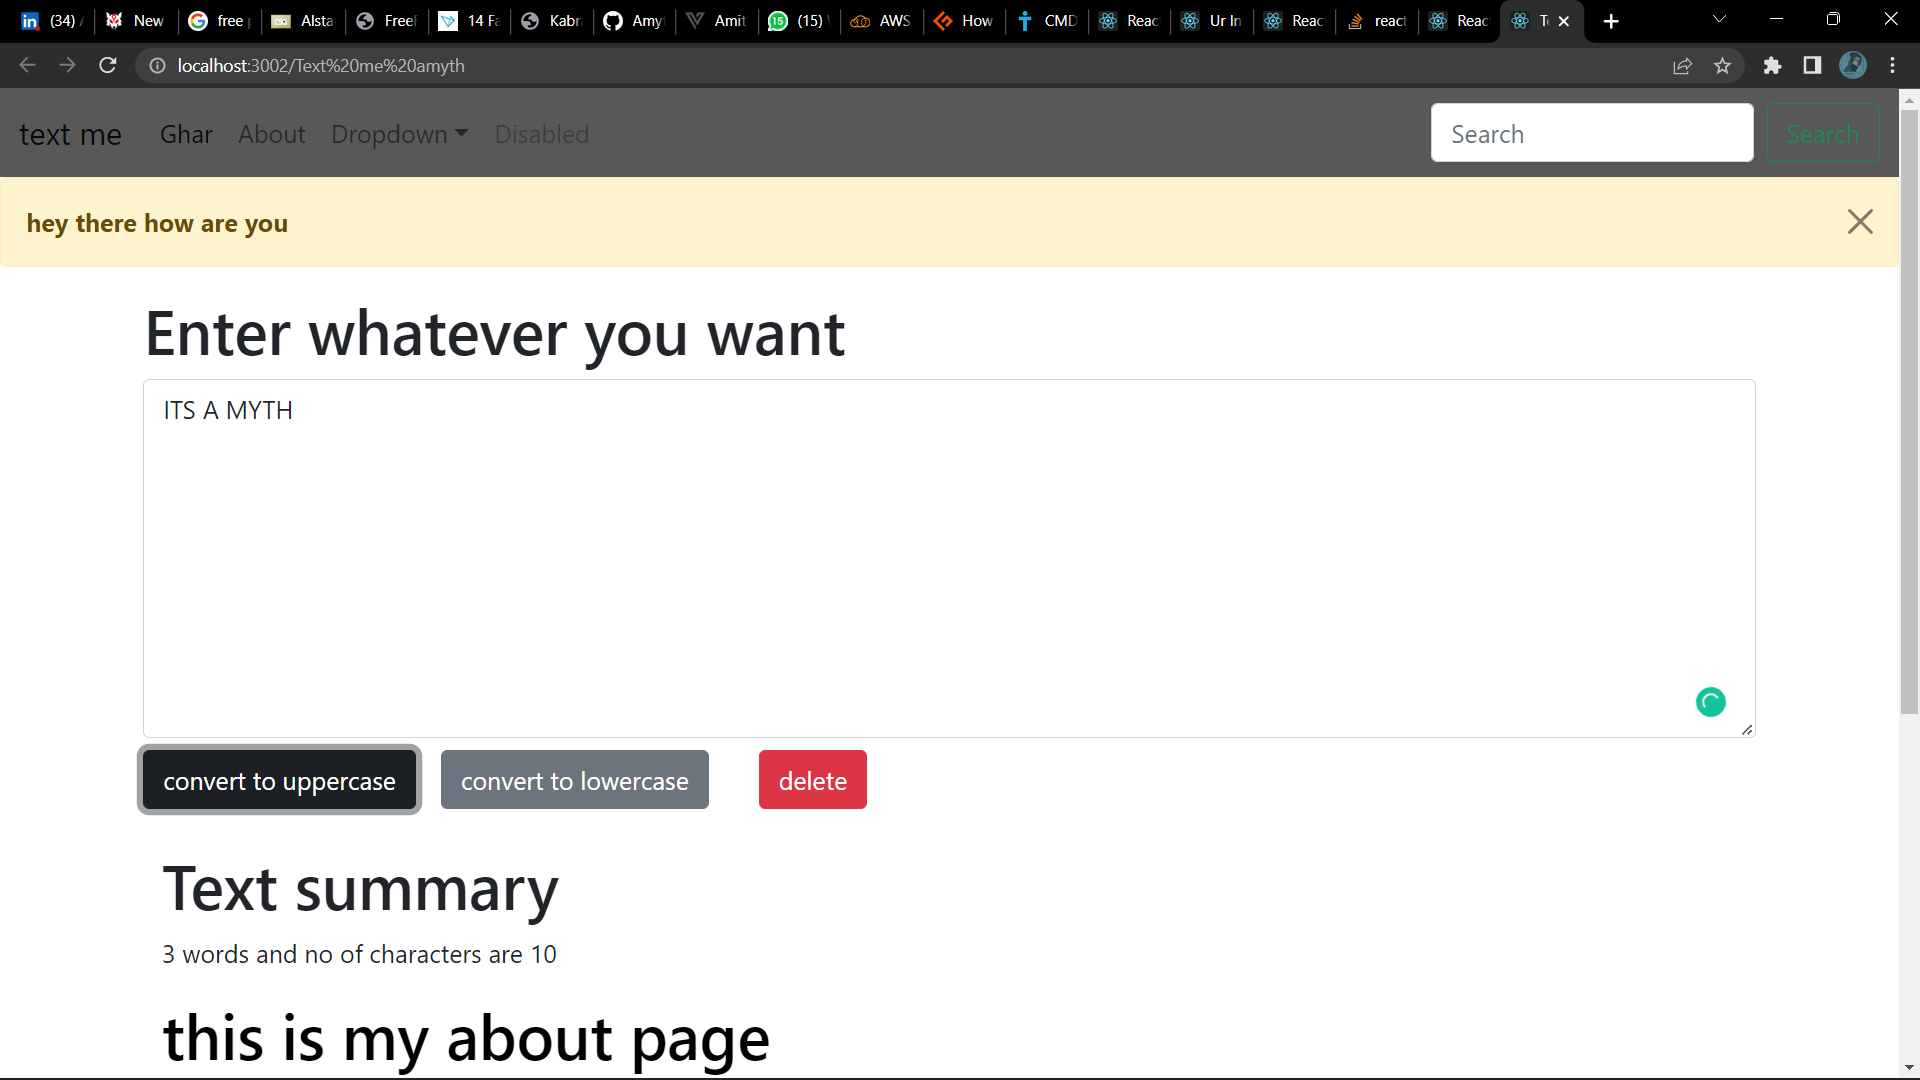 (34)
New
free
Alsta
Free
14 Fa
Kabr
Amy
Amit
(15)
AWS
How
CMD
Reac
Ur In
Reac
react
Reac
localhost:3002/Text%20me%20amyth
text me Ghar About Dropdown Disabled Search Search
hey there how are you
Enter whatever you want
ITS A MYTH
convert to uppercase convert to lowercase delete
Text summary
3 words and no of characters are 10
this is my about page